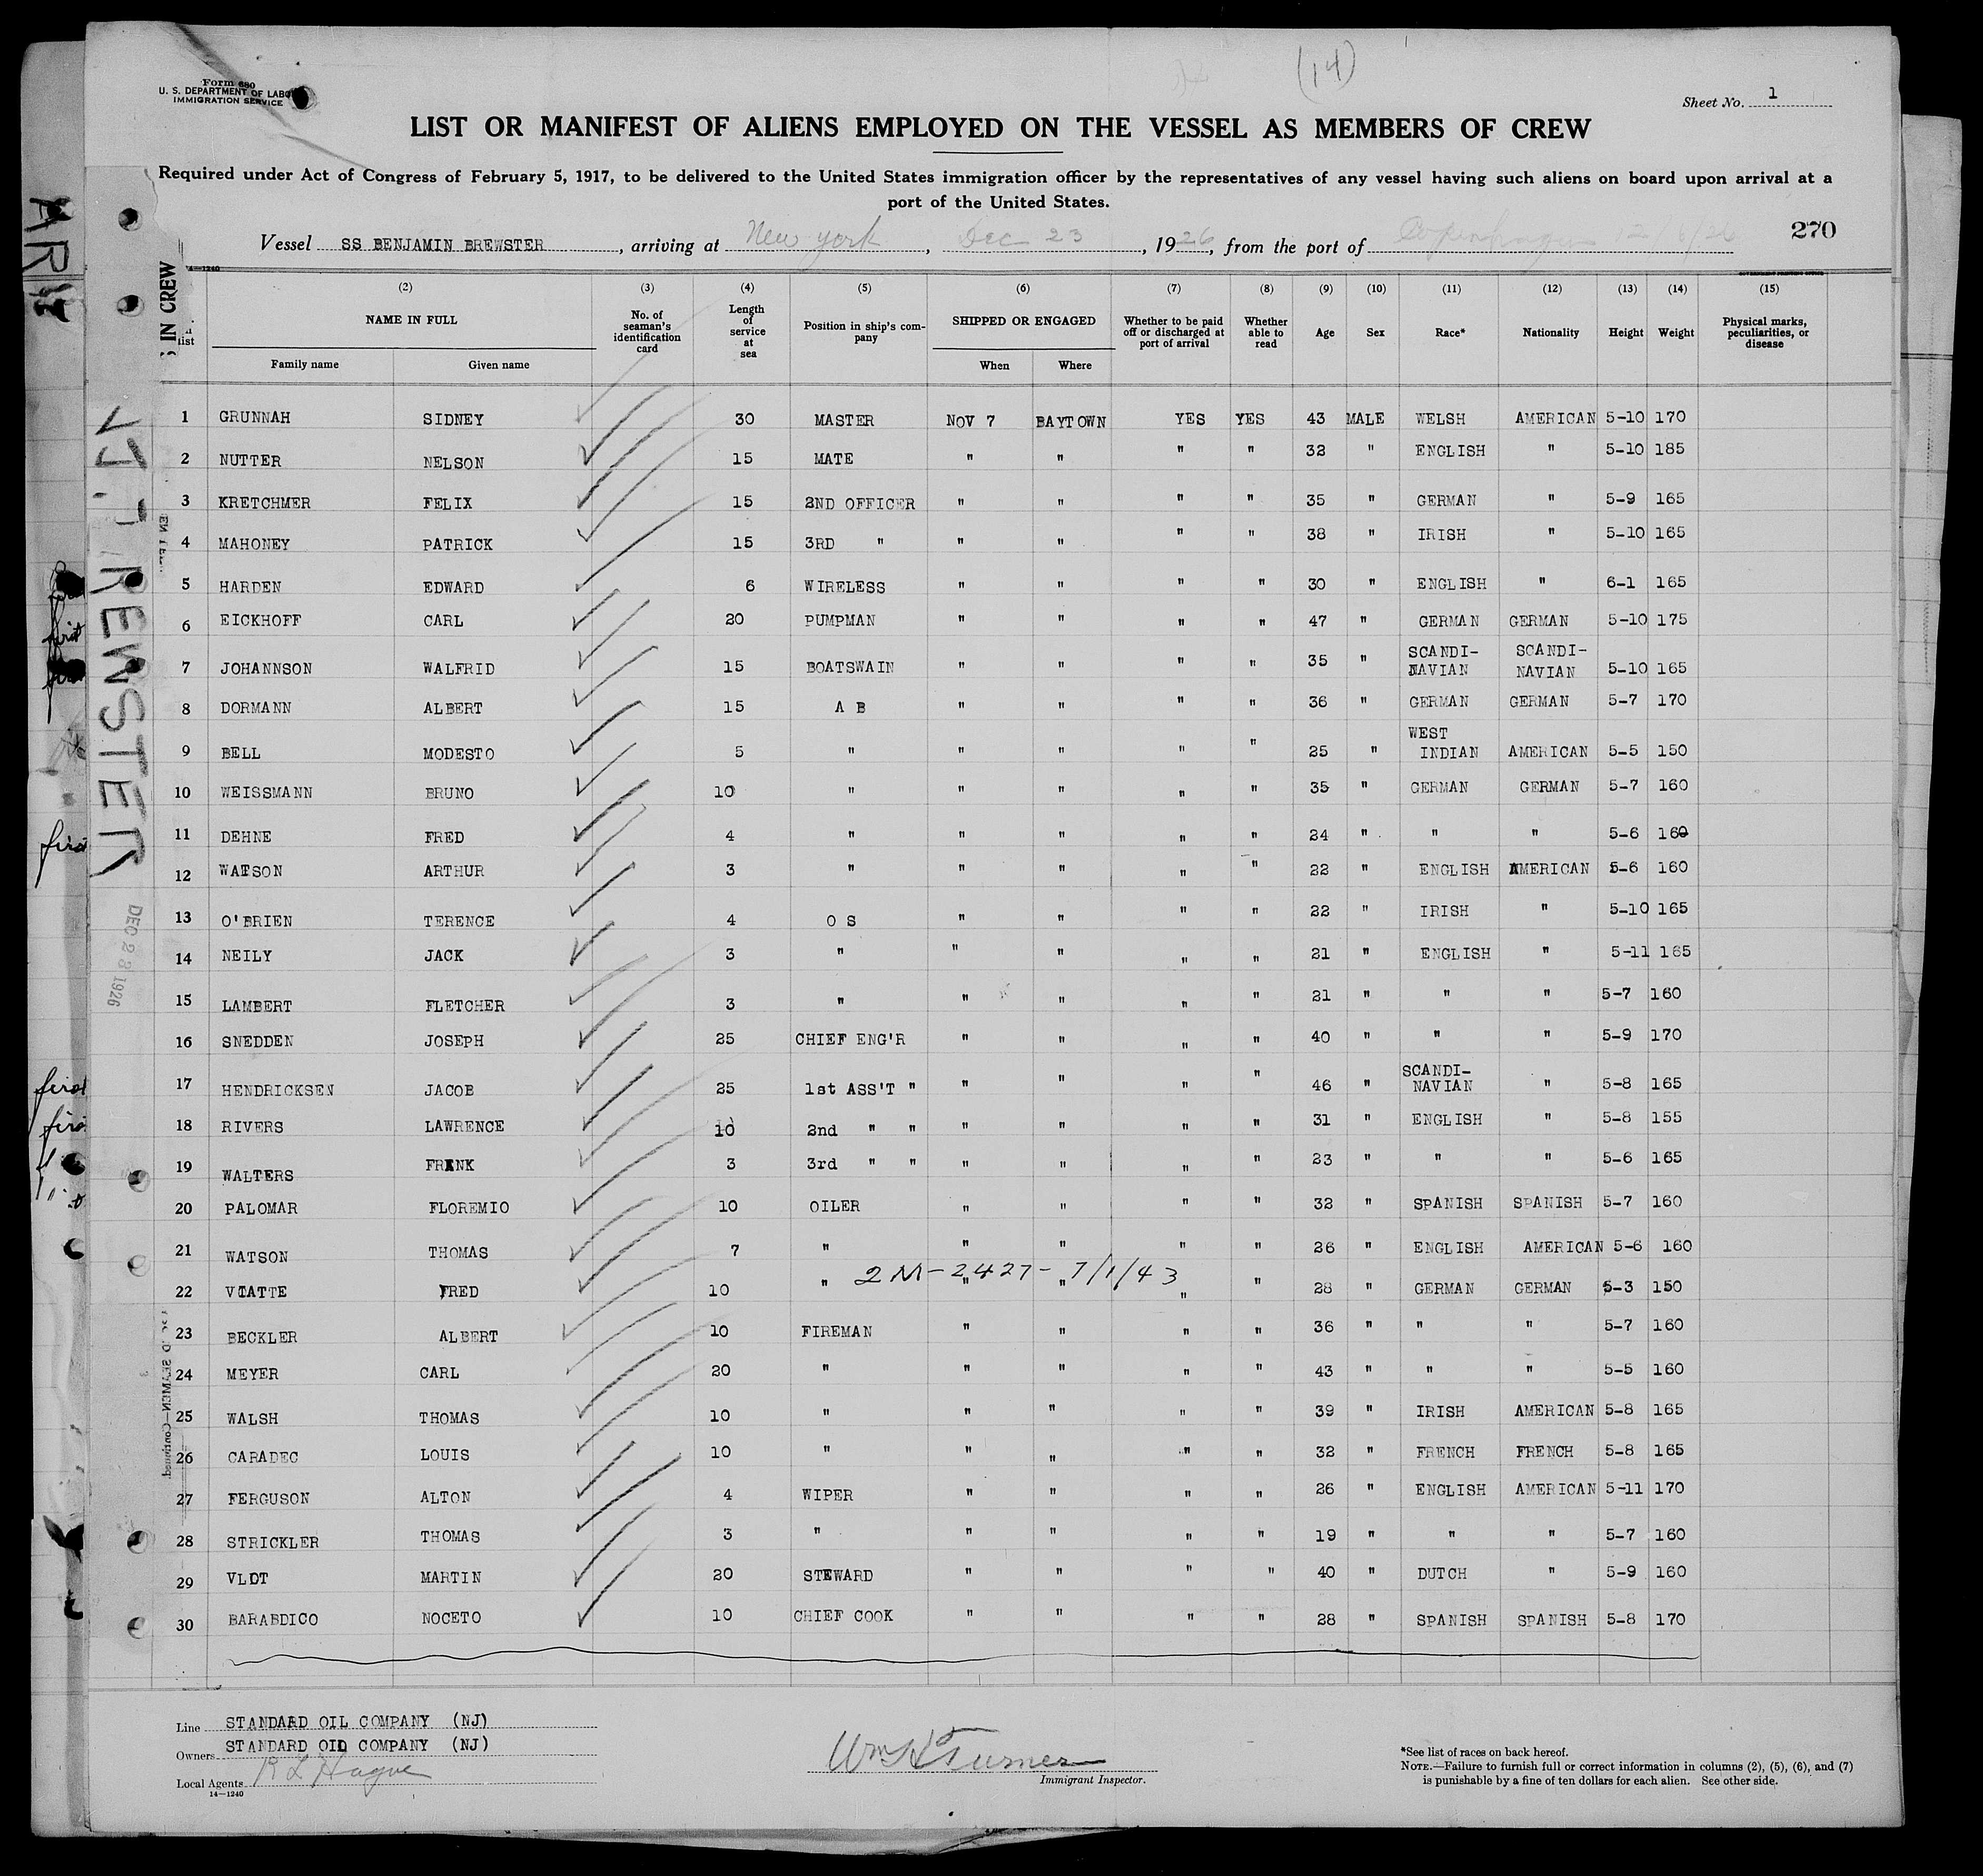 (14)
Form 680
U. S. DEPARTMENT OF LABOR
IMMIGRATION SERVICE
Sheet No. 1
LIST OR MANIFEST OF ALIENS EMPLOYED ON THE VESSEL AS MEMBERS OF CREW
Required under Act of Congress of February 5, 1917, to be delivered to the United States immigration officer by the representatives of any vessel having such aliens on board upon arrival at a
port of the United States.
270
Vessel SS BENJAMIN BREWSTER, arriving at New York, Dec 23, 1926, from the port of Copenhagen
(2) (3) (4) (5) (6) (7) (8) (9) (10) (11) (12) (13) (14) (15)
NAME IN FULL No. of seaman's identification card Length of service at sea Position in ship's company SHIPPED OR ENGAGED Whether to be paid off or discharged at port of arrival Whether able to read Age Sex Race* Nationality Height Weight Physical marks, peculiarities, or disease
Family name Given name When Where
1 GRUNNAH SIDNEY 30 MASTER NOV 7 BAYTOWN YES YES 43 MALE WELSH AMERICAN 5-10 170
2 NUTTER NELSON 15 MATE " " " " 32 " ENGLISH " 5-10 185
3 KRETCHMER FELIX 15 2ND OFFICER " " " " 35 " GERMAN " 5-9 165
4 MAHONEY PATRICK 15 3RD " " " " " 38 " IRISH " 5-10 165
5 HARDEN EDWARD 6 WIRELESS " " " " 30 " ENGLISH " 6-1 165
6 EICKHOFF CARL 20 PUMPMAN " " " " 47 " GERMAN GERMAN 5-10 175
7 JOHANNSON WALFRID 15 BOATSWAIN " " " " 35 " SCANDI-NAVIAN SCANDI-NAVIAN 5-10 165
8 DORMANN ALBERT 15 A B " " " " 36 " GERMAN GERMAN 5-7 170
9 BELL MODESTO 5 " " " " " 25 " WEST INDIAN AMERICAN 5-5 150
10 WEISSMANN BRUNO 10 " " " " " 35 " GERMAN GERMAN 5-7 160
11 DEHNE FRED 4 " " " " " 24 " " " 5-6 160
12 WATSON ARTHUR 3 " " " " " 22 " ENGLISH AMERICAN 5-6 160
13 O'BRIEN TERENCE 4 O S " " " " 22 " IRISH " 5-10 165
14 NEILY JACK 3 " " " " " 21 " ENGLISH " 5-11 165
15 LAMBERT FLETCHER 3 " " " " " 21 " " " 5-7 160
16 SNEDDEN JOSEPH 25 CHIEF ENG'R " " " " 40 " " " 5-9 170
17 HENDRICKSEN JACOB 25 1st ASS'T " " " " " 46 " SCANDI-NAVIAN " 5-8 165
18 RIVERS LAWRENCE 10 2nd " " " " " " 31 " ENGLISH " 5-8 155
19 WALTERS FRANK 3 3rd " " " " " " 23 " " " 5-6 165
20 PALOMAR FLOREMIO 10 OILER " " " " 32 " SPANISH SPANISH 5-7 160
21 WATSON THOMAS 7 " " " " " 26 " ENGLISH AMERICAN 5-6 160
2M-2427-7/1/43
22 VIATTE FRED 10 " " " " " 28 " GERMAN GERMAN 5-3 150
23 BECKLER ALBERT 10 FIREMAN " " " " 36 " " " 5-7 160
24 MEYER CARL 20 " " " " " 43 " " " 5-5 160
25 WALSH THOMAS 10 " " " " " 39 " IRISH AMERICAN 5-8 165
26 CARADEC LOUIS 10 " " " " " 32 " FRENCH FRENCH 5-8 165
27 FERGUSON ALTON 4 WIPER " " " " 26 " ENGLISH AMERICAN 5-11 170
28 STRICKLER THOMAS 3 " " " " " 19 " " " 5-7 160
29 VLOT MARTIN 20 STEWARD " " " " 40 " DUTCH " 5-9 160
30 BARABDICO NOCETO 10 CHIEF COOK " " " " 28 " SPANISH SPANISH 5-8 170
Line STANDARD OIL COMPANY (NJ)
Owners STANDARD OIL COMPANY (NJ)
Local Agents R L Hague
14—1240
Wm H Turner
Immigrant Inspector.
*See list of races on back hereof.
NOTE.—Failure to furnish full or correct information in columns (2), (5), (6), and (7)
is punishable by a fine of ten dollars for each alien. See other side.
IN CREW
REWSTER
DEC 23 1926
first
first
first